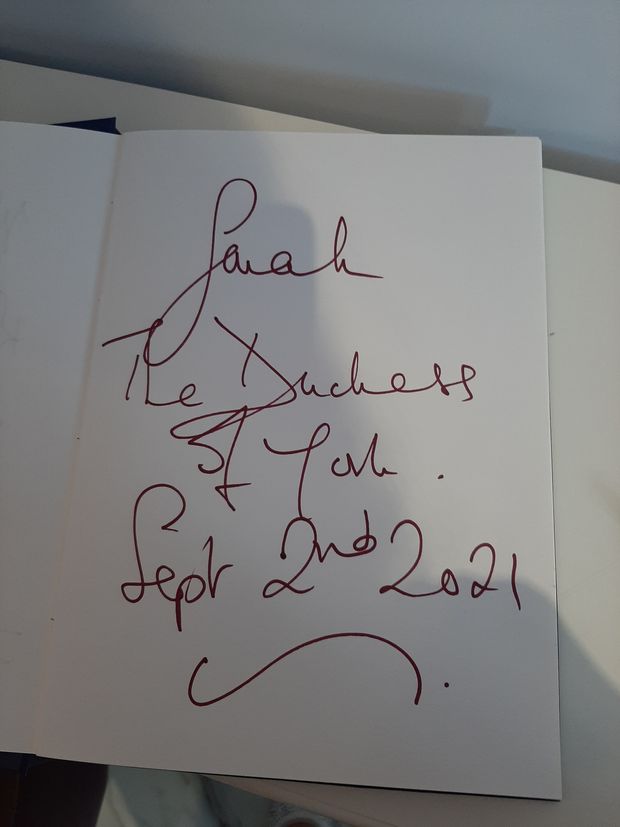 Sarah
The Duchess
of York.
Sept 2nd 2021